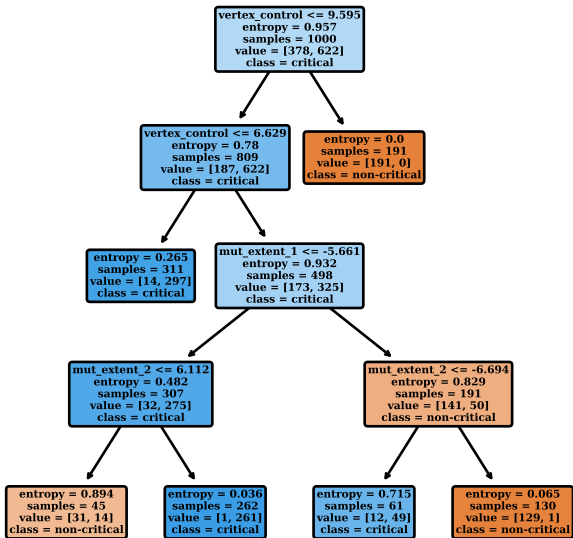 vertex_control <= 9.595
entropy = 0.957
samples = 1000
value = [378, 622]
class = critical
vertex_control <= 6.629
entropy = 0.78
samples = 809
value = [187, 622]
class = critical
entropy = 0.0
samples = 191
value = [191, 0]
class = non-critical
entropy = 0.265
samples = 311
value = [14, 297]
class = critical
mut_extent_1 <= -5.661
entropy = 0.932
samples = 498
value = [173, 325]
class = critical
mut_extent_2 <= 6.112
entropy = 0.482
samples = 307
value = [32, 275]
class = critical
mut_extent_2 <= -6.694
entropy = 0.829
samples = 191
value = [141, 50]
class = non-critical
entropy = 0.894
samples = 45
value = [31, 14]
class = non-critical
entropy = 0.036
samples = 262
value = [1, 261]
class = critical
entropy = 0.715
samples = 61
value = [12, 49]
class = critical
entropy = 0.065
samples = 130
value = [129, 1]
class = non-critical